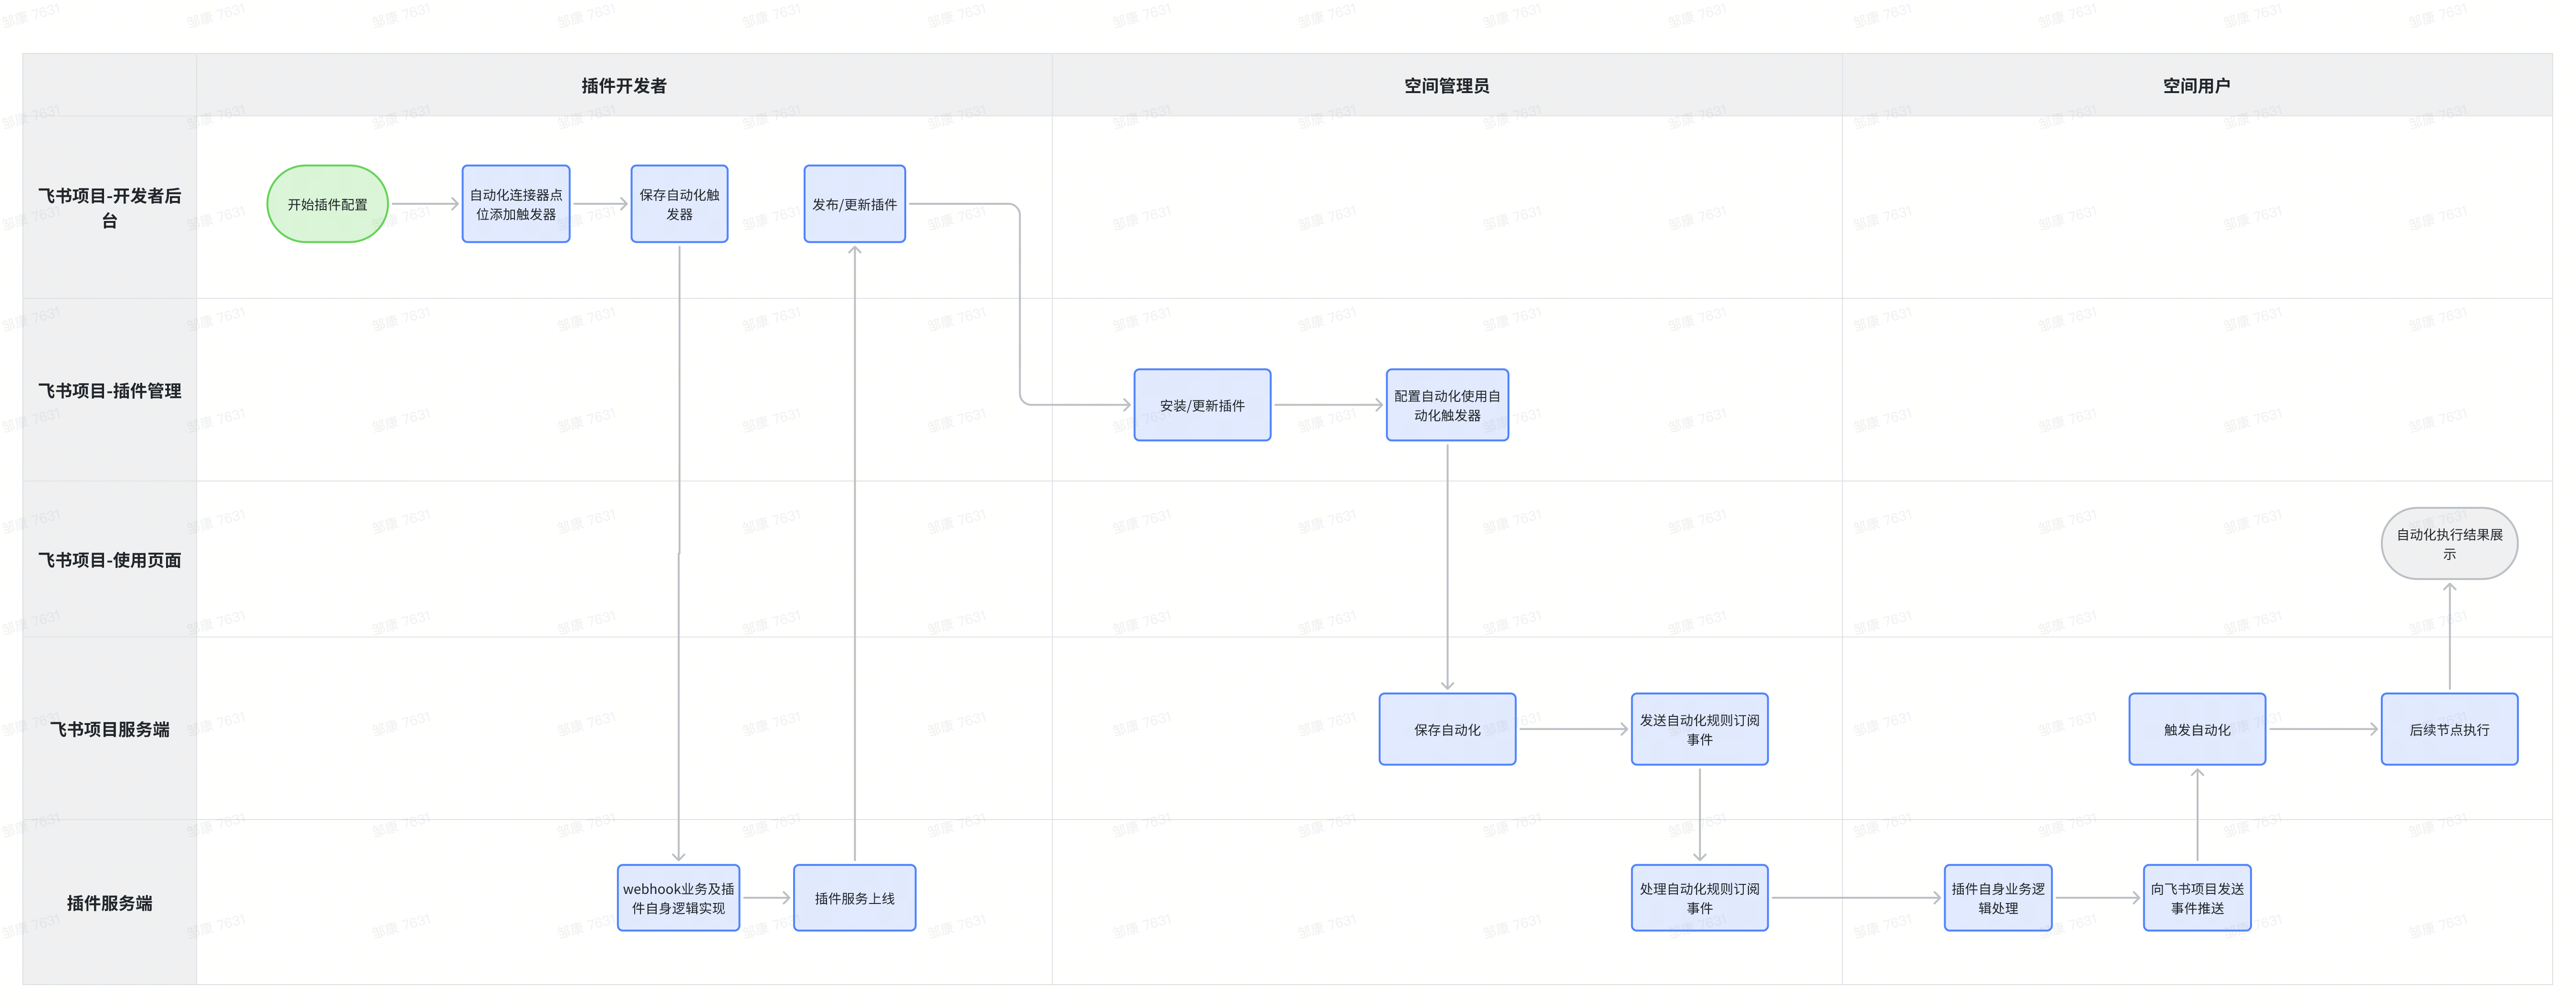 插件开发者
空间管理员
空间用户
飞书项目-开发者后
台
开始插件配置
自动化连接器点
位添加触发器
保存自动化触
发器
发布/更新插件
飞书项目-插件管理
安装/更新插件
配置自动化使用自
动化触发器
飞书项目-使用页面
自动化执行结果展
示
飞书项目服务端
保存自动化
发送自动化规则订阅
事件
触发自动化
后续节点执行
插件服务端
webhook业务及插
件自身逻辑实现
插件服务上线
处理自动化规则订阅
事件
插件自身业务逻
辑处理
向飞书项目发送
事件推送
邹康 7631